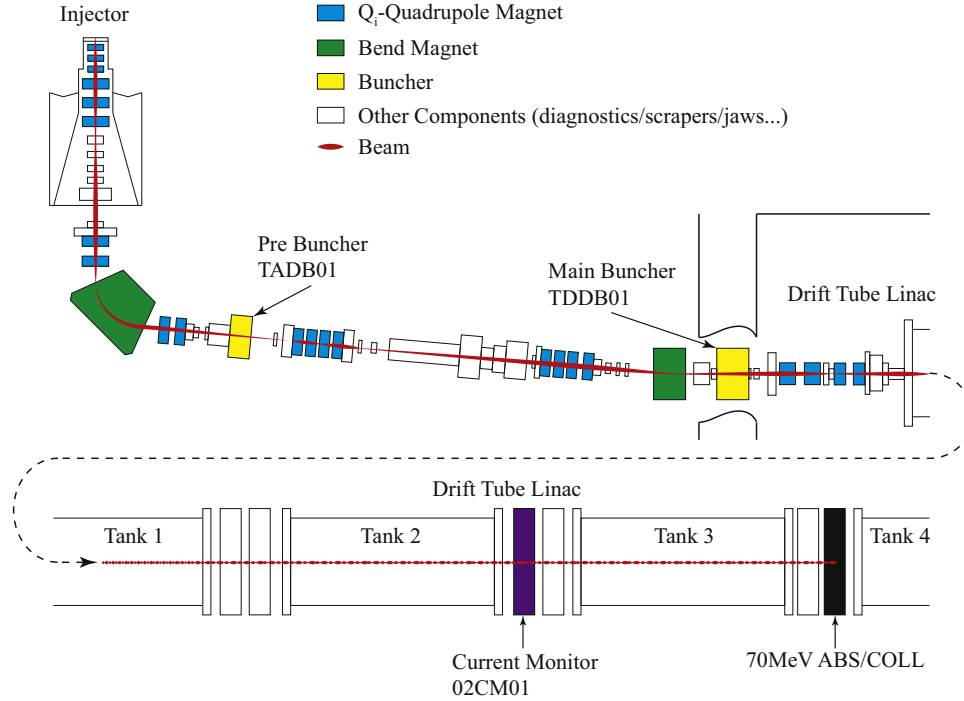 Injector
Qi-Quadrupole Magnet
Bend Magnet
Buncher
Other Components (diagnostics/scrapers/jaws...)
Beam
Pre Buncher
TADB01
Main Buncher
TDDB01
Drift Tube Linac
Drift Tube Linac
Tank 1
Tank 2
Tank 3
Tank 4
Current Monitor
02CM01
70MeV ABS/COLL